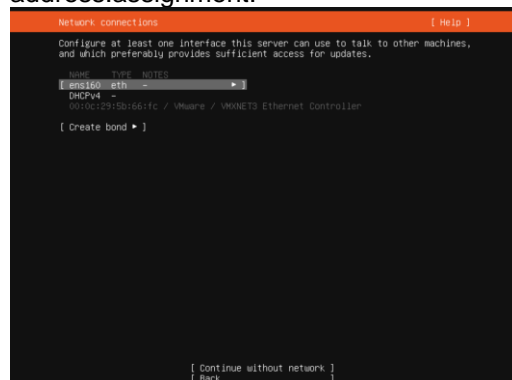 address.assignment.
Network connections [ Help ]
Configure at least one interface this server can use to talk to other machines,
and which preferably provides sufficient access for updates.
NAME TYPE NOTES
[ ens160 eth - ▸ ]
DHCPv4 -
00:0c:29:5b:66:fc / VMware / VMXNET3 Ethernet Controller
[ Create bond ▸ ]
[ Continue without network ]
[ Back ]